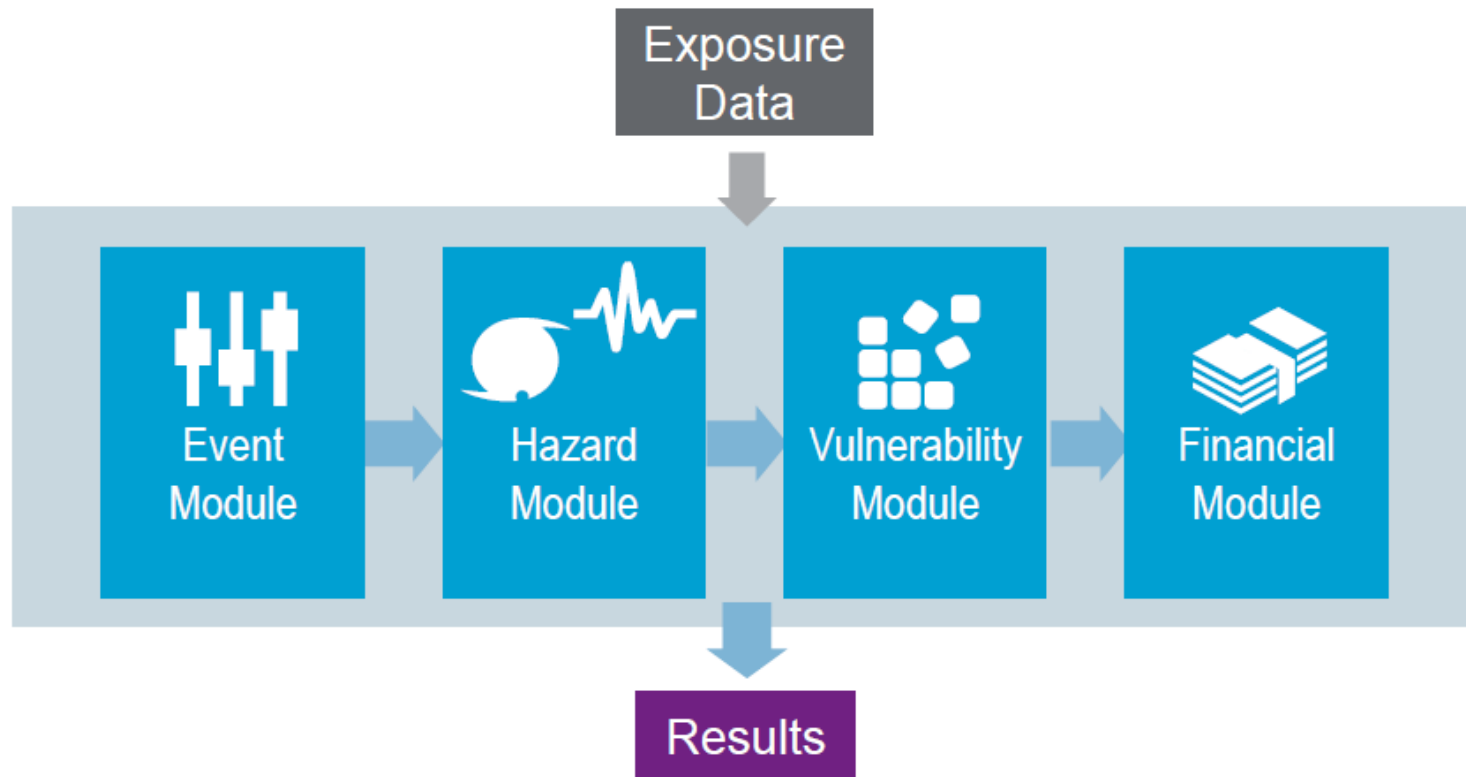 Exposure
Data
Event
Module
Hazard
Module
Vulnerability
Module
Financial
Module
Results